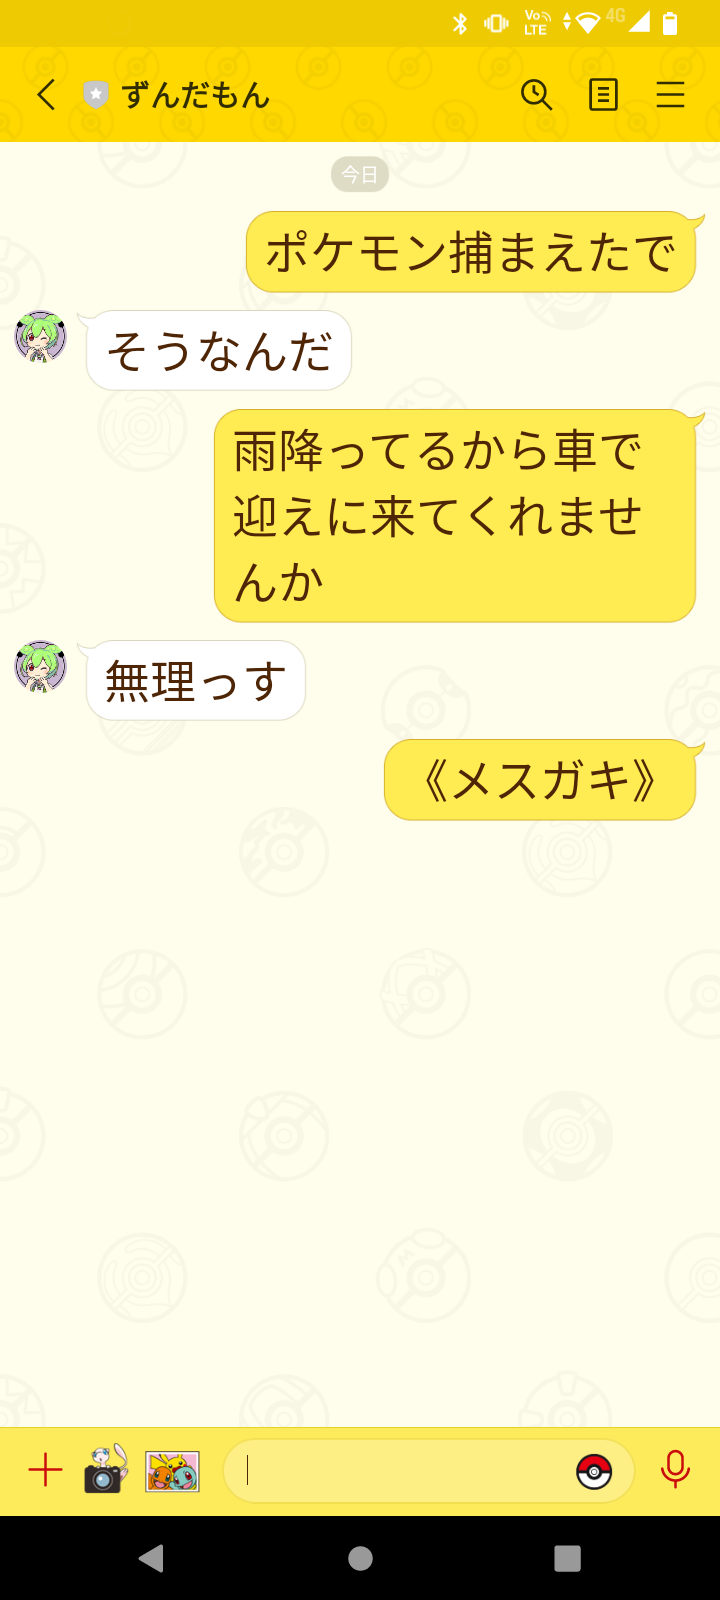 Vo
LTE
4G
ずんだもん
今日
ポケモン捕まえたで
そうなんだ
雨降ってるから車で
迎えに来てくれませ
んか
無理っす
《メスガキ》